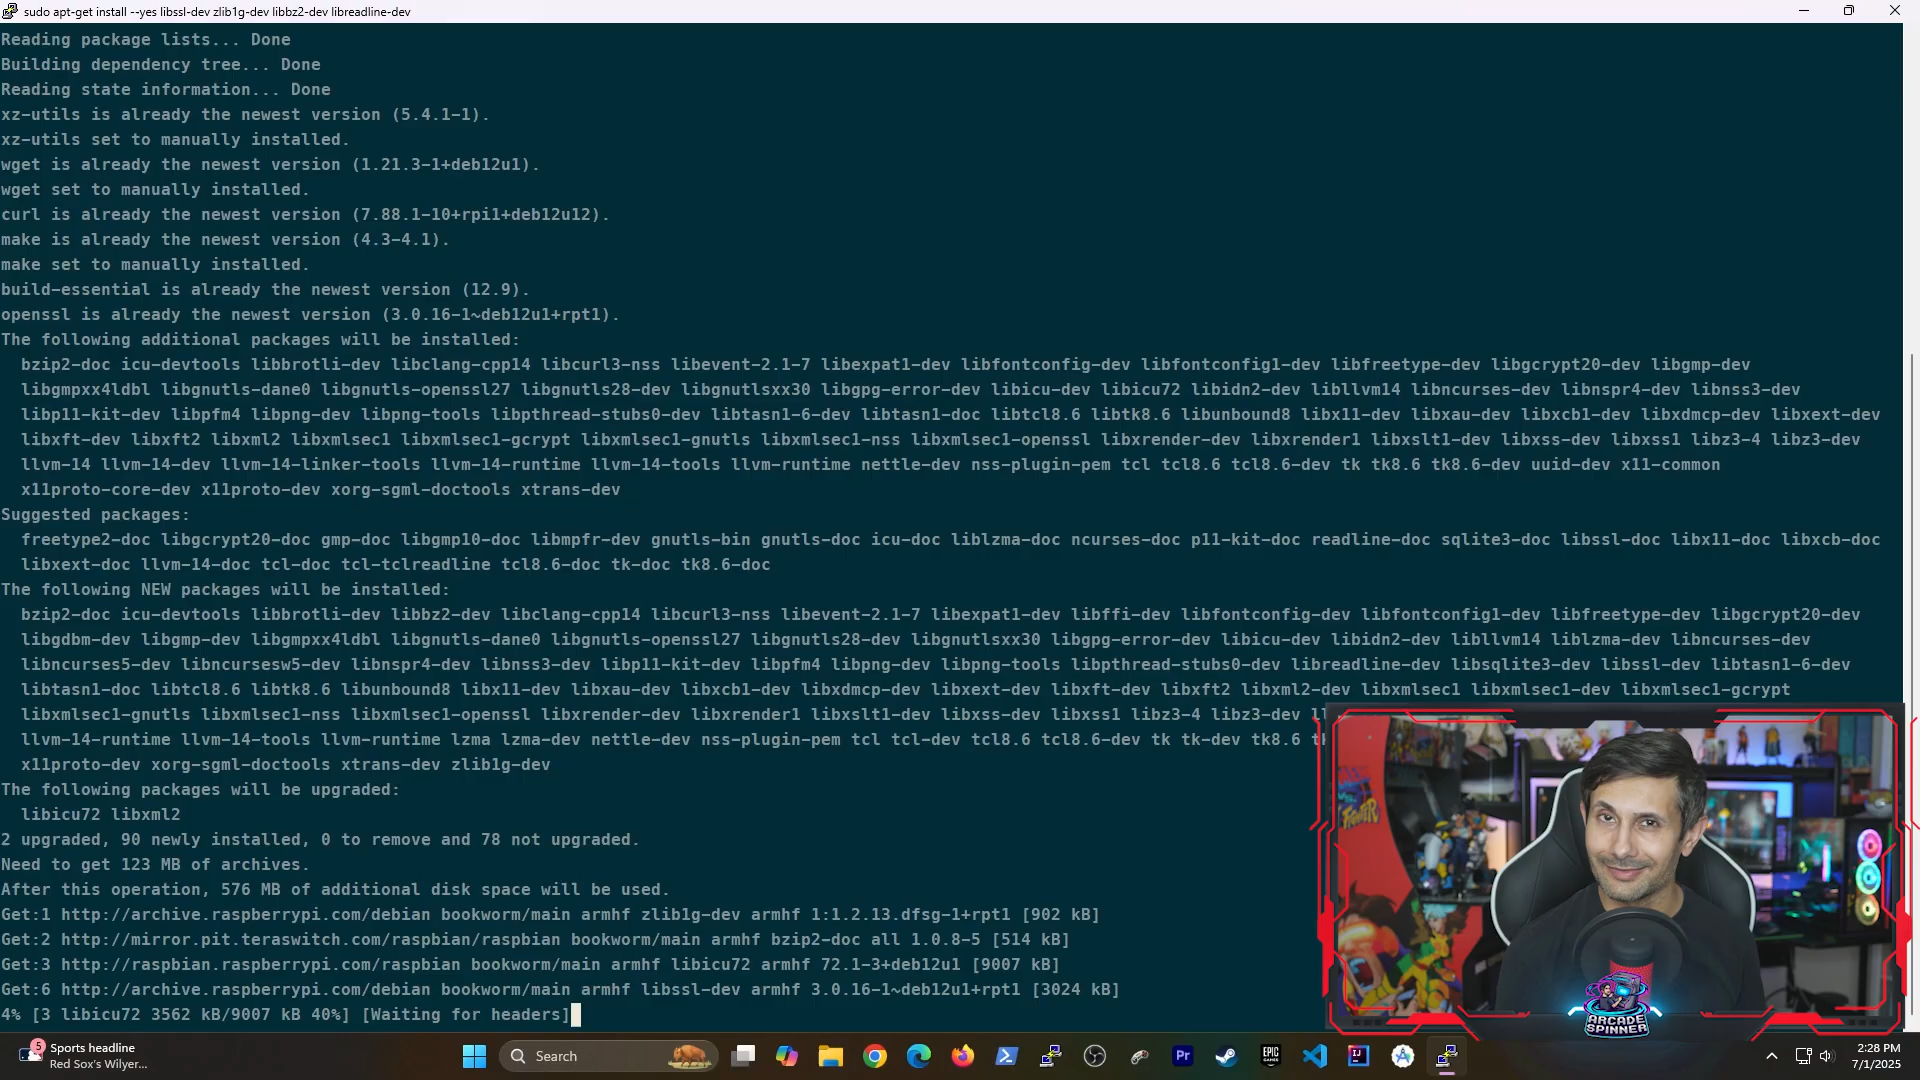 sudo apt-get install --yes libssl-dev zlib1g-dev libbz2-dev libreadline-dev
Reading package lists... Done
Building dependency tree... Done
Reading state information... Done
xz-utils is already the newest version (5.4.1-1).
xz-utils set to manually installed.
wget is already the newest version (1.21.3-1+deb12u1).
wget set to manually installed.
curl is already the newest version (7.88.1-10+rpi1+deb12u12).
make is already the newest version (4.3-4.1).
make set to manually installed.
build-essential is already the newest version (12.9).
openssl is already the newest version (3.0.16-1~deb12u1+rpt1).
The following additional packages will be installed:
bzip2-doc icu-devtools libbrotli-dev libclang-cpp14 libcurl3-nss libevent-2.1-7 libexpat1-dev libfontconfig-dev libfontconfig1-dev libfreetype-dev libgcrypt20-dev libgmp-dev
libgmpxx4ldbl libgnutls-dane0 libgnutls-openssl27 libgnutls28-dev libgnutlsxx30 libgpg-error-dev libicu-dev libicu72 libidn2-dev libllvm14 libncurses-dev libnspr4-dev libnss3-dev
libp11-kit-dev libpfm4 libpng-dev libpng-tools libpthread-stubs0-dev libtasn1-6-dev libtasn1-doc libtcl8.6 libtk8.6 libunbound8 libx11-dev libxau-dev libxcb1-dev libxdmcp-dev libxext-dev
libxft-dev libxft2 libxml2 libxmlsec1 libxmlsec1-gcrypt libxmlsec1-gnutls libxmlsec1-nss libxmlsec1-openssl libxrender-dev libxrender1 libxslt1-dev libxss-dev libxss1 libz3-4 libz3-dev
llvm-14 llvm-14-dev llvm-14-linker-tools llvm-14-runtime llvm-14-tools llvm-runtime nettle-dev nss-plugin-pem tcl tcl8.6 tcl8.6-dev tk tk8.6 tk8.6-dev uuid-dev x11-common
x11proto-core-dev x11proto-dev xorg-sgml-doctools xtrans-dev
Suggested packages:
freetype2-doc libgcrypt20-doc gmp-doc libgmp10-doc libmpfr-dev gnutls-bin gnutls-doc icu-doc liblzma-doc ncurses-doc p11-kit-doc readline-doc sqlite3-doc libssl-doc libx11-doc libxcb-doc
libxext-doc llvm-14-doc tcl-doc tcl-tclreadline tcl8.6-doc tk-doc tk8.6-doc
The following NEW packages will be installed:
bzip2-doc icu-devtools libbrotli-dev libbz2-dev libclang-cpp14 libcurl3-nss libevent-2.1-7 libexpat1-dev libffi-dev libfontconfig-dev libfontconfig1-dev libfreetype-dev libgcrypt20-dev
libgdbm-dev libgmp-dev libgmpxx4ldbl libgnutls-dane0 libgnutls-openssl27 libgnutls28-dev libgnutlsxx30 libgpg-error-dev libicu-dev libidn2-dev libllvm14 liblzma-dev libncurses-dev
libncurses5-dev libncursesw5-dev libnspr4-dev libnss3-dev libp11-kit-dev libpfm4 libpng-dev libpng-tools libpthread-stubs0-dev libreadline-dev libsqlite3-dev libssl-dev libtasn1-6-dev
libtasn1-doc libtcl8.6 libtk8.6 libunbound8 libx11-dev libxau-dev libxcb1-dev libxdmcp-dev libxext-dev libxft-dev libxft2 libxml2-dev libxmlsec1 libxmlsec1-dev libxmlsec1-gcrypt
libxmlsec1-gnutls libxmlsec1-nss libxmlsec1-openssl libxrender-dev libxrender1 libxslt1-dev libxss-dev libxss1 libz3-4 libz3-dev
llvm-14-runtime llvm-14-tools llvm-runtime lzma lzma-dev nettle-dev nss-plugin-pem tcl tcl-dev tcl8.6 tcl8.6-dev tk tk-dev tk8.6
x11proto-dev xorg-sgml-doctools xtrans-dev zlib1g-dev
The following packages will be upgraded:
libicu72 libxml2
2 upgraded, 90 newly installed, 0 to remove and 78 not upgraded.
Need to get 123 MB of archives.
After this operation, 576 MB of additional disk space will be used.
Get:1 http://archive.raspberrypi.com/debian bookworm/main armhf zlib1g-dev armhf 1:1.2.13.dfsg-1+rpt1 [902 kB]
Get:2 http://mirror.pit.teraswitch.com/raspbian/raspbian bookworm/main armhf bzip2-doc all 1.0.8-5 [514 kB]
Get:3 http://raspbian.raspberrypi.com/raspbian bookworm/main armhf libicu72 armhf 72.1-3+deb12u1 [9007 kB]
Get:6 http://archive.raspberrypi.com/debian bookworm/main armhf libssl-dev armhf 3.0.16-1~deb12u1+rpt1 [3024 kB]
4% [3 libicu72 3562 kB/9007 kB 40%] [Waiting for headers]
ARCADE
SPINNER
5
Sports headline
Red Sox's Wilyer...
Search
Pr
EPIC
GAMES
2:28 PM
7/1/2025